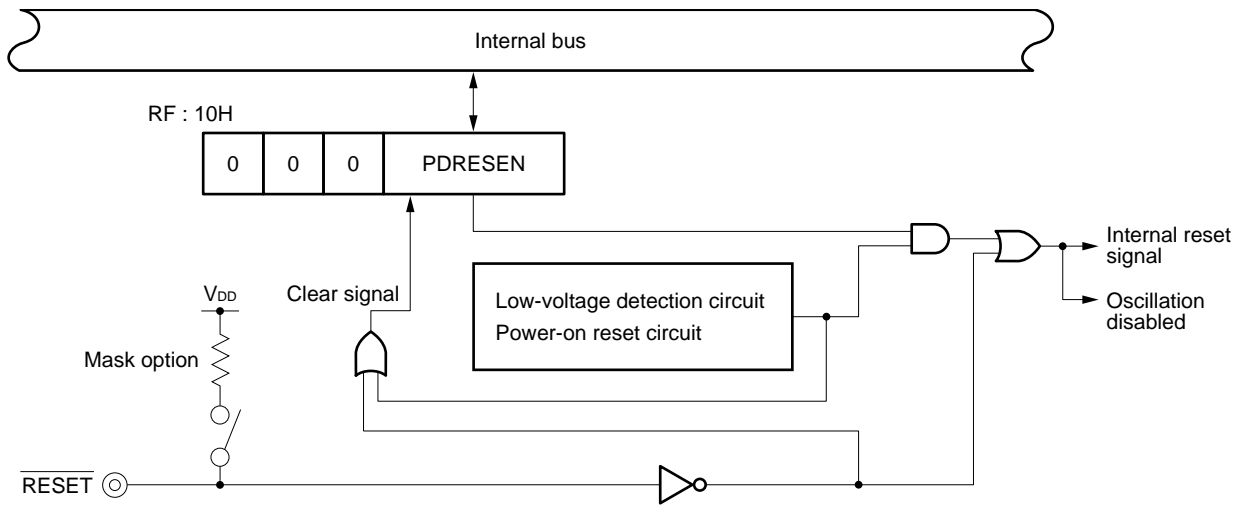 Internal bus
RF : 10H
0 0 0 PDRESEN
Internal reset
signal
Clear signal
Low-voltage detection circuit
Power-on reset circuit
Oscillation
disabled
VDD
Mask option
RESET